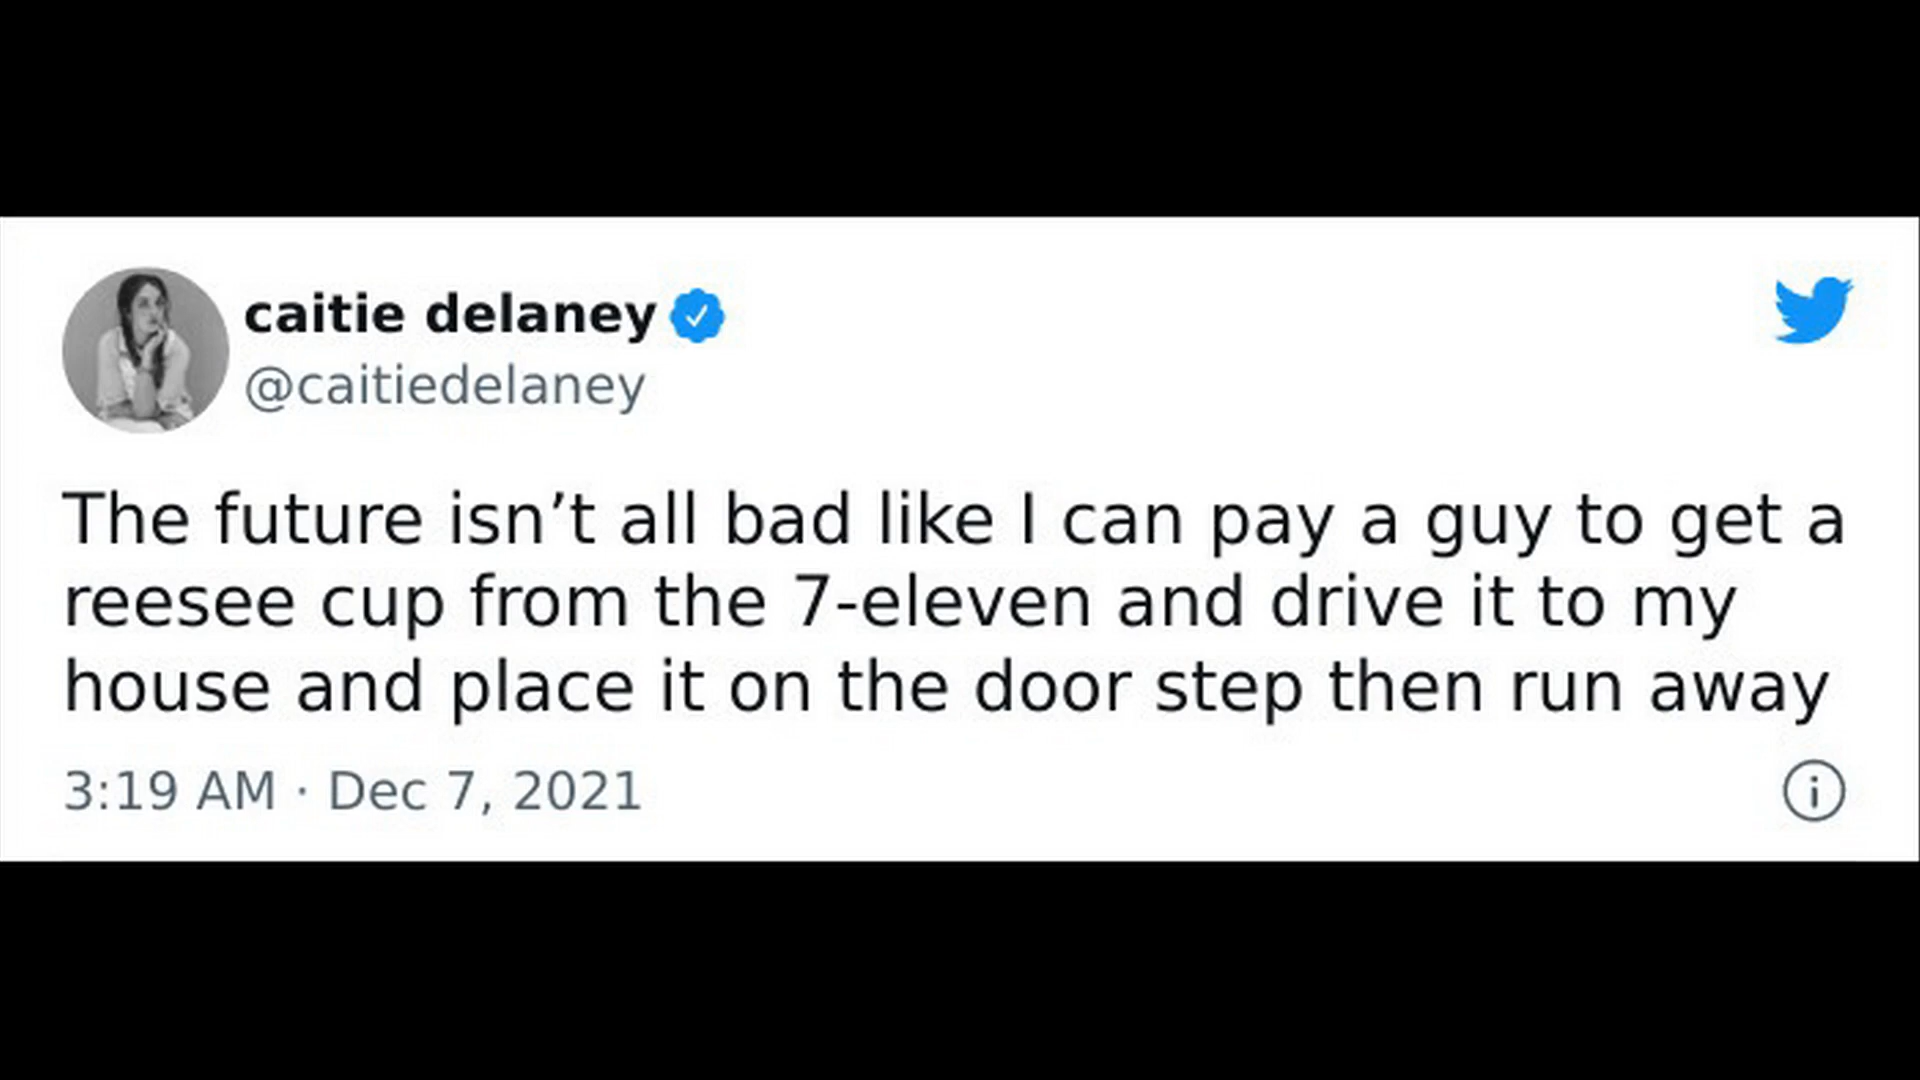 caitie delaney
@caitiedelaney
The future isn’t all bad like I can pay a guy to get a
reesee cup from the 7-eleven and drive it to my
house and place it on the door step then run away
3:19 AM · Dec 7, 2021